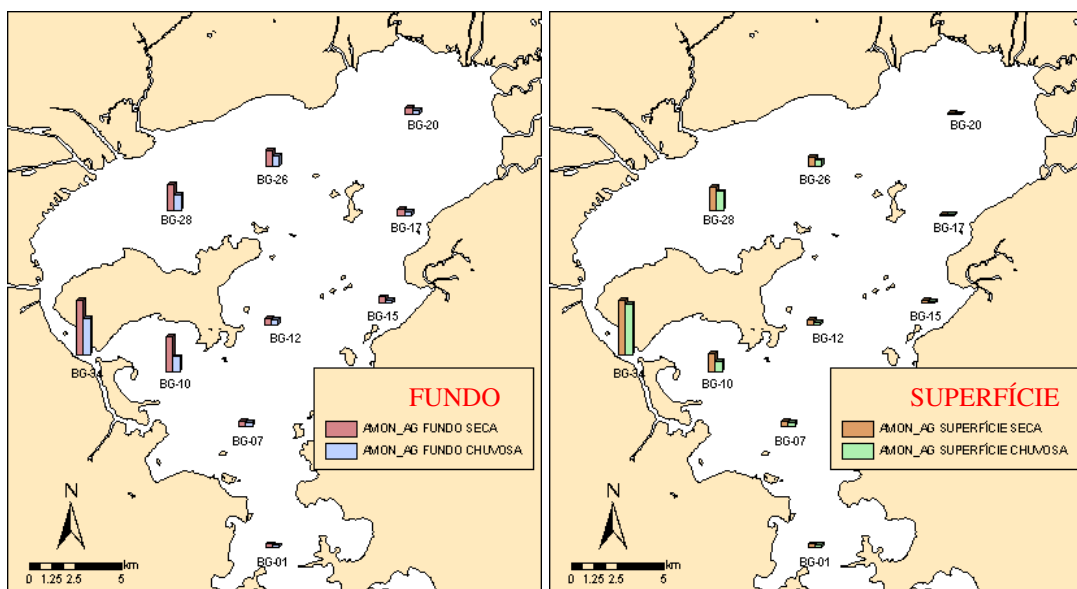 BG-20
BG-26
BG-28
BG-17
BG-15
BG-12
BG-34
BG-10
FUNDO
AMON_AG FUNDO SECA
AMON_AG FUNDO CHUVOSA
BG-07
N
BG-01
km
0 1.25 2.5 5
BG-20
BG-26
BG-28
BG-17
BG-15
BG-12
BG-34
BG-10
SUPERFÍCIE
AMON_AG SUPERFÍCIE SECA
AMON_AG SUPERFÍCIE CHUVOSA
BG-07
N
BG-01
km
0 1.25 2.5 5